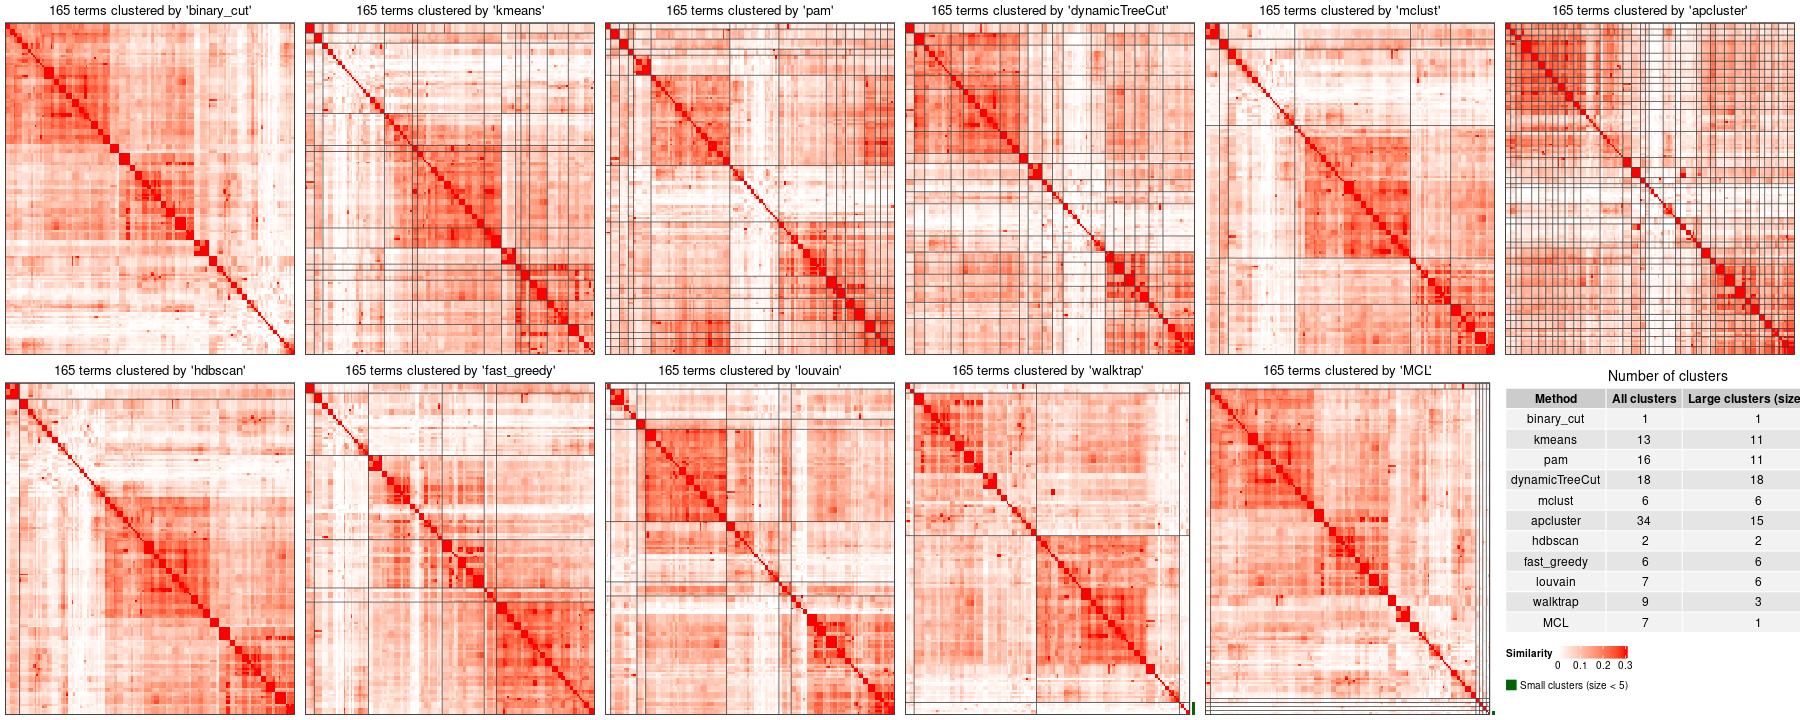 165 terms clustered by 'binary_cut'
165 terms clustered by 'kmeans'
165 terms clustered by 'pam'
165 terms clustered by 'dynamicTreeCut'
165 terms clustered by 'mclust'
165 terms clustered by 'apcluster'
165 terms clustered by 'hdbscan'
165 terms clustered by 'fast_greedy'
165 terms clustered by 'louvain'
165 terms clustered by 'walktrap'
165 terms clustered by 'MCL'
Number of clusters
Method All clusters Large clusters (size
binary_cut 1 1
kmeans 13 11
pam 16 11
dynamicTreeCut 18 18
mclust 6 6
apcluster 34 15
hdbscan 2 2
fast_greedy 6 6
louvain 7 6
walktrap 9 3
MCL 7 1
Similarity
0 0.1 0.2 0.3
Small clusters (size < 5)